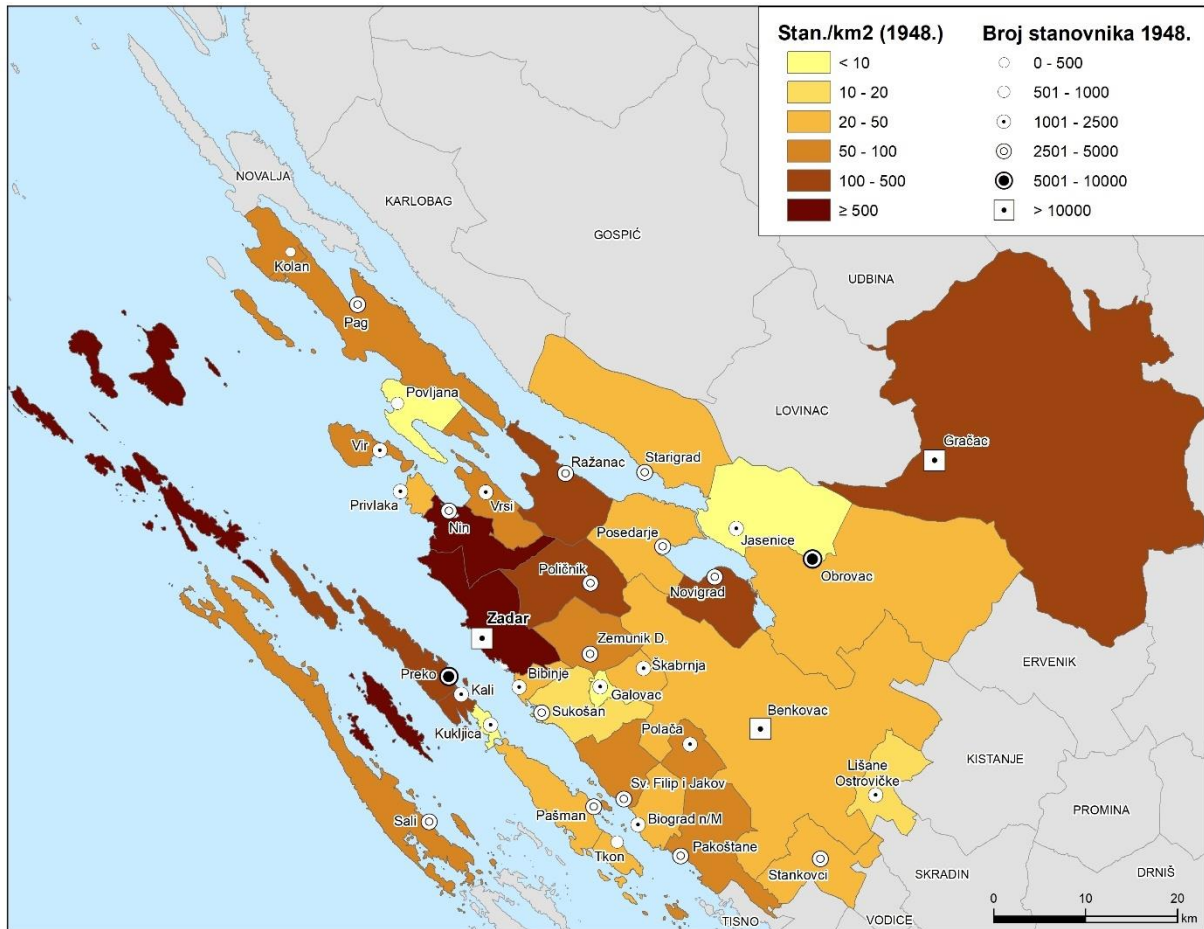 Stan./km2 (1948.)
< 10
10 - 20
20 - 50
50 - 100
100 - 500
≥ 500
Broj stanovnika 1948.
0 - 500
501 - 1000
1001 - 2500
2501 - 5000
5001 - 10000
> 10000
NOVALJA
KARLOBAG
GOSPIĆ
UDBINA
Kolan
Pag
LOVINAC
Povljana
Gračac
Vir
Ražanac
Starigrad
Privlaka
Vrsi
Nin
Posedarje
Jasenice
Obrovac
Poličnik
Novigrad
Zadar
Zemunik D.
ERVENIK
Škabrnja
Preko
Bibinje
Galovac
Kali
Sukošan
Benkovac
Kukljica
Polača
KISTANJE
Lišane
Ostrovičke
Sv. Filip i Jakov
PROMINA
Sali
Pašman
Biograd n/M
Tkon
Pakoštane
Stankovci
SKRADIN
DRNIŠ
TISNO
VODICE
0 10 20
km